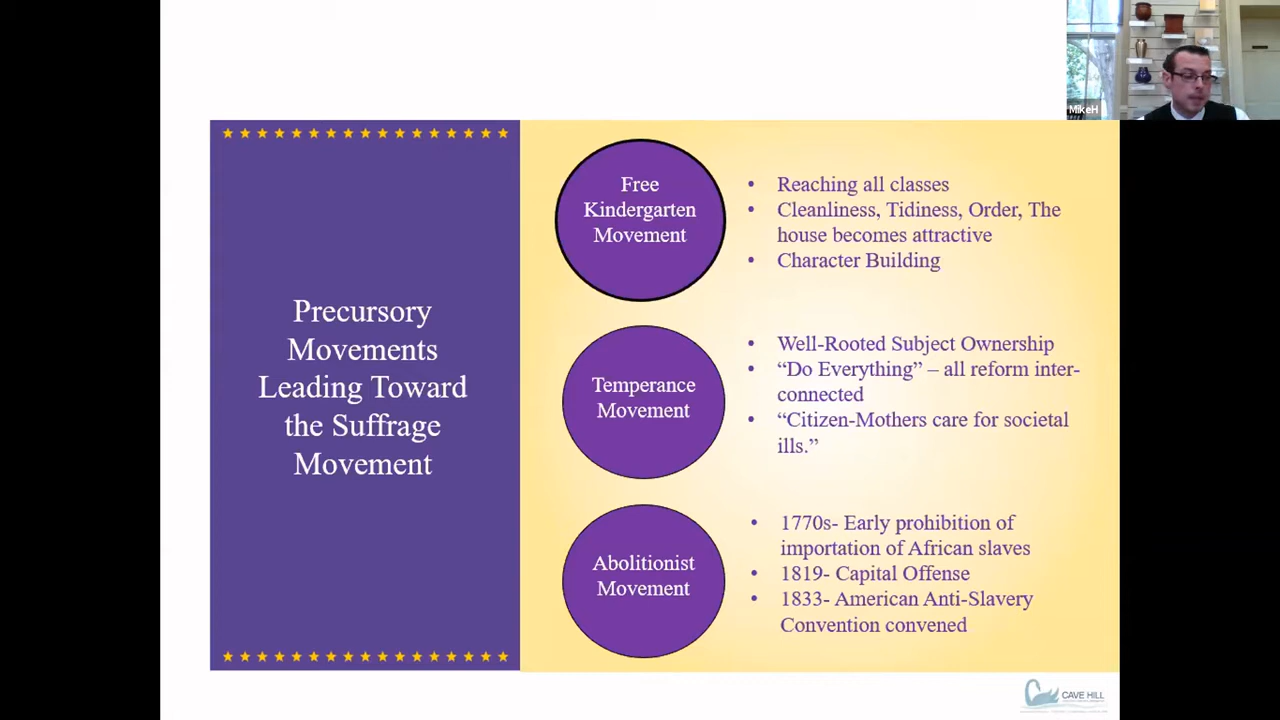 MikeH
Precursory
Movements
Leading Toward
the Suffrage
Movement
Free
Kindergarten
Movement
• Reaching all classes
• Cleanliness, Tidiness, Order, The
house becomes attractive
• Character Building
Temperance
Movement
• Well-Rooted Subject Ownership
• “Do Everything” – all reform inter-
connected
• “Citizen-Mothers care for societal
ills.”
Abolitionist
Movement
• 1770s- Early prohibition of
importation of African slaves
• 1819- Capital Offense
• 1833- American Anti-Slavery
Convention convened
CAVE HILL